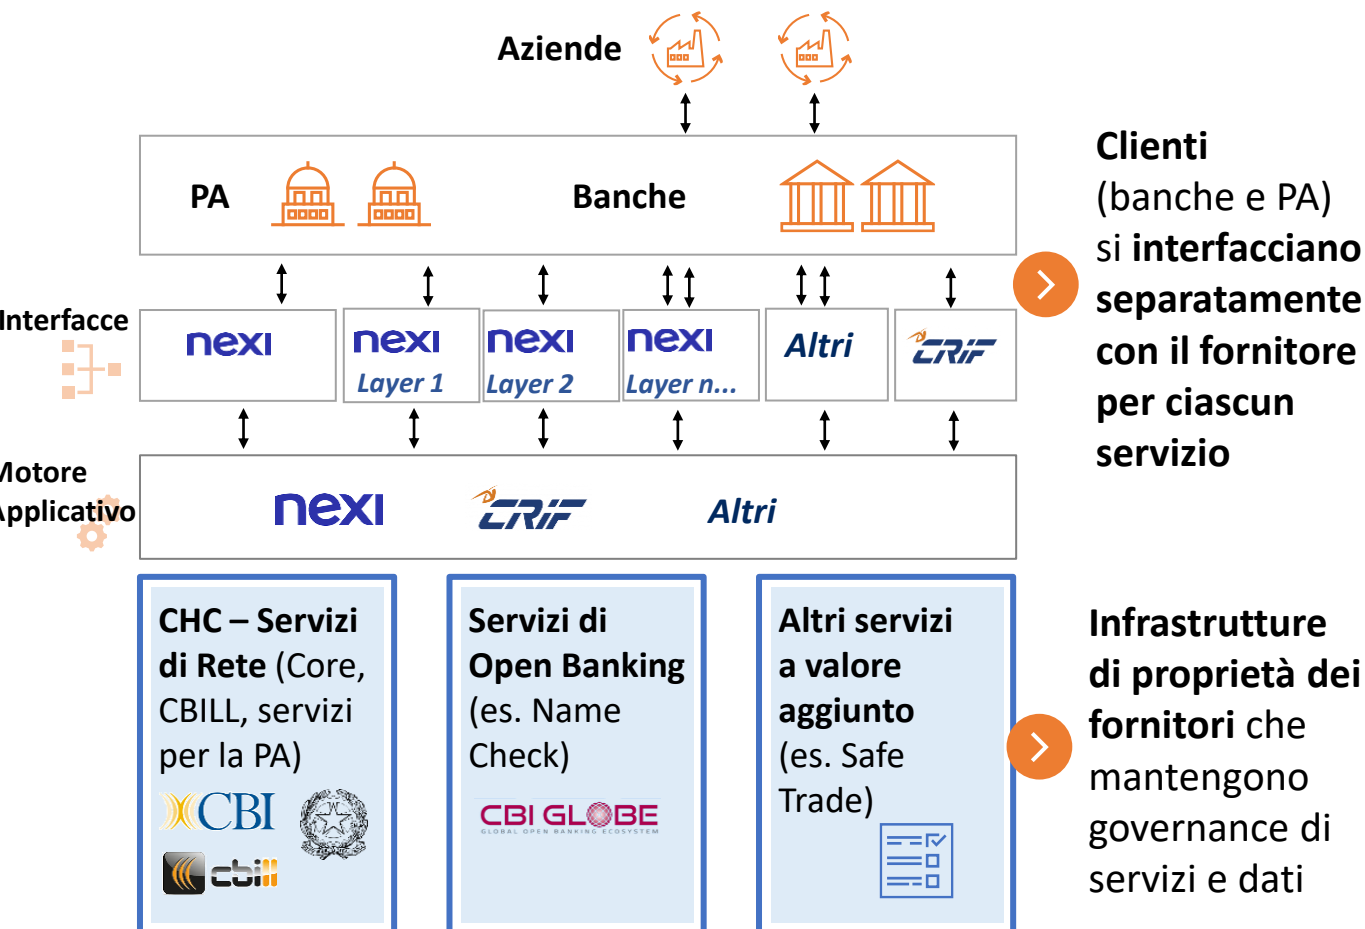 Aziende
PA
Banche
Clienti
(banche e PA)
si interfacciano
separatamente
con il fornitore
per ciascun
servizio
Interfacce
nexi
nexi
Layer 1
nexi
Layer 2
nexi
Layer n...
Altri
CRIF
Motore
Applicativo
nexi
CRIF
Altri
CHC – Servizi
di Rete (Core,
CBILL, servizi
per la PA)
CBI
cbill
Servizi di
Open Banking
(es. Name
Check)
CBI GLOBE
GLOBAL OPEN BANKING ECOSYSTEM
Altri servizi
a valore
aggiunto
(es. Safe
Trade)
Infrastrutture
di proprietà dei
fornitori che
mantengono
governance di
servizi e dati